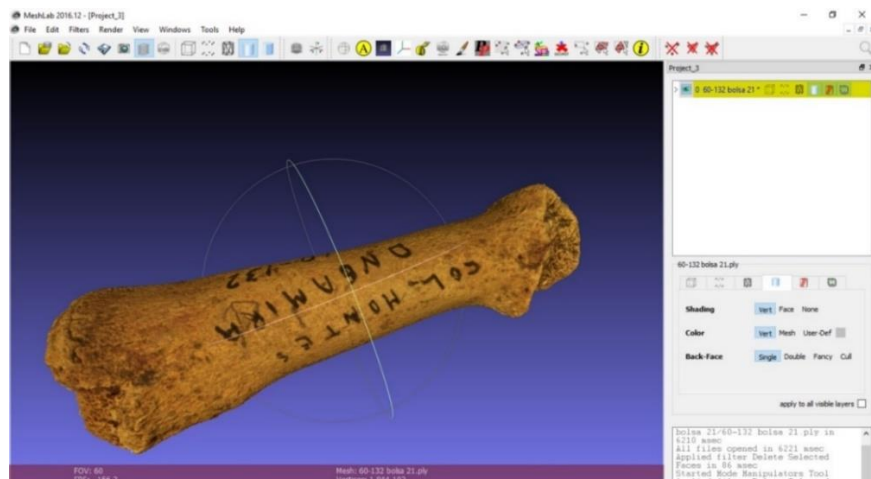 MeshLab 2016.12 - [Project_3]
File Edit Filters Render View Windows Tools Help
Project_3
0 60-132 bolsa 21 *
60-132 bolsa 21.ply
Shading Vert Face None
Color Vert Mesh User-Def
Back-Face Single Double Fancy Cull
apply to all visible layers
bolsa 21/60-132 bolsa 21.ply in
6210 msec
All files opened in 6221 msec
Applied filter Delete Selected
Faces in 86 msec
Started Mode Manipulators Tool
COL. MONTES
FOV: 60
Mesh: 60-132 bolsa 21.ply